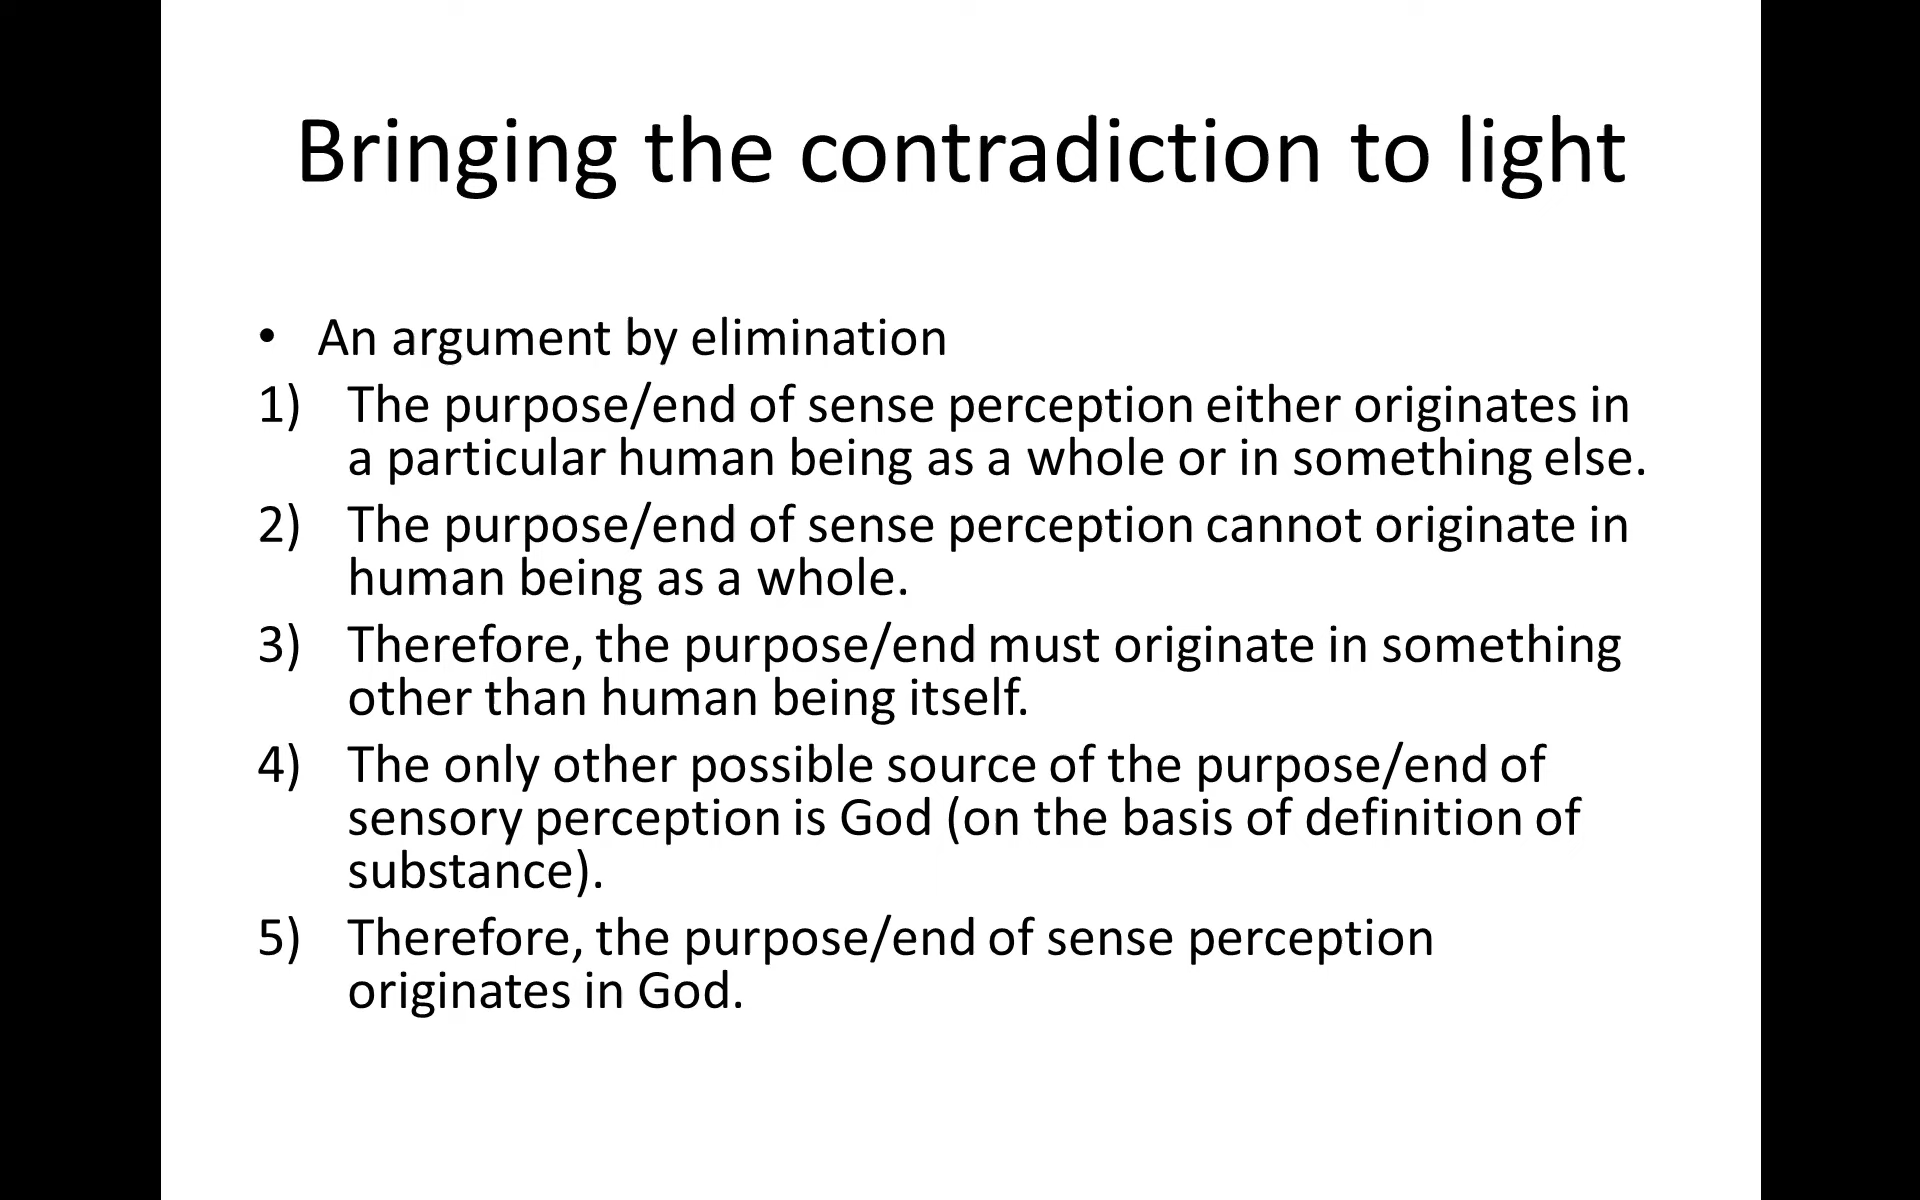 Bringing the contradiction to light
• An argument by elimination
1) The purpose/end of sense perception either originates in
a particular human being as a whole or in something else.
2) The purpose/end of sense perception cannot originate in
human being as a whole.
3) Therefore, the purpose/end must originate in something
other than human being itself.
4) The only other possible source of the purpose/end of
sensory perception is God (on the basis of definition of
substance).
5) Therefore, the purpose/end of sense perception
originates in God.